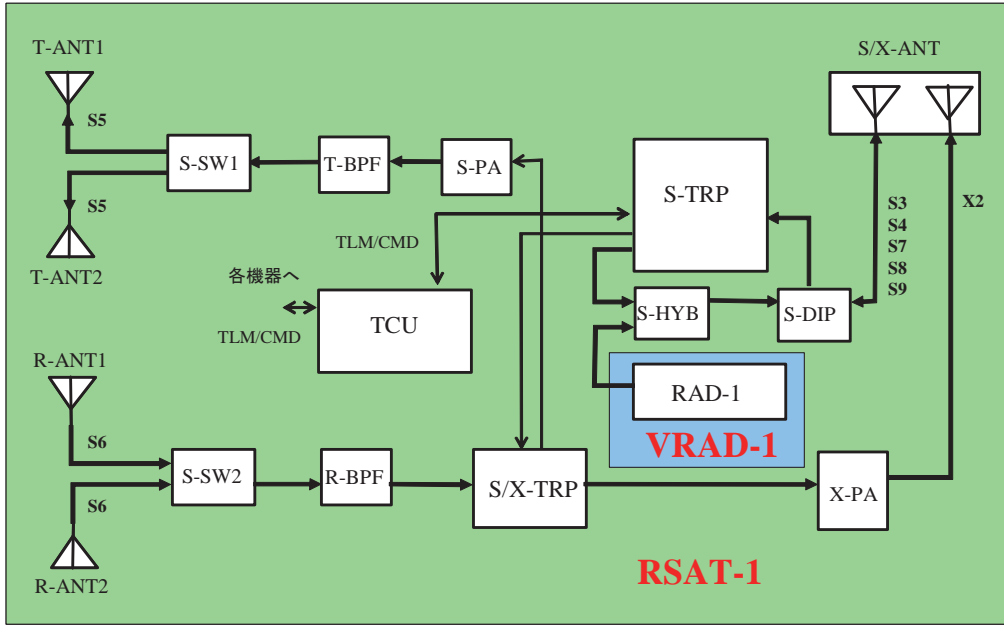 T-ANT1
S/X-ANT
S5
S-SW1
T-BPF
S-PA
S-TRP
S5
S3
S4
S7
S8
S9
X2
T-ANT2
TLM/CMD
各機器へ
TLM/CMD
TCU
S-HYB
S-DIP
R-ANT1
RAD-1
VRAD-1
S6
S-SW2
R-BPF
S/X-TRP
X-PA
S6
R-ANT2
RSAT-1